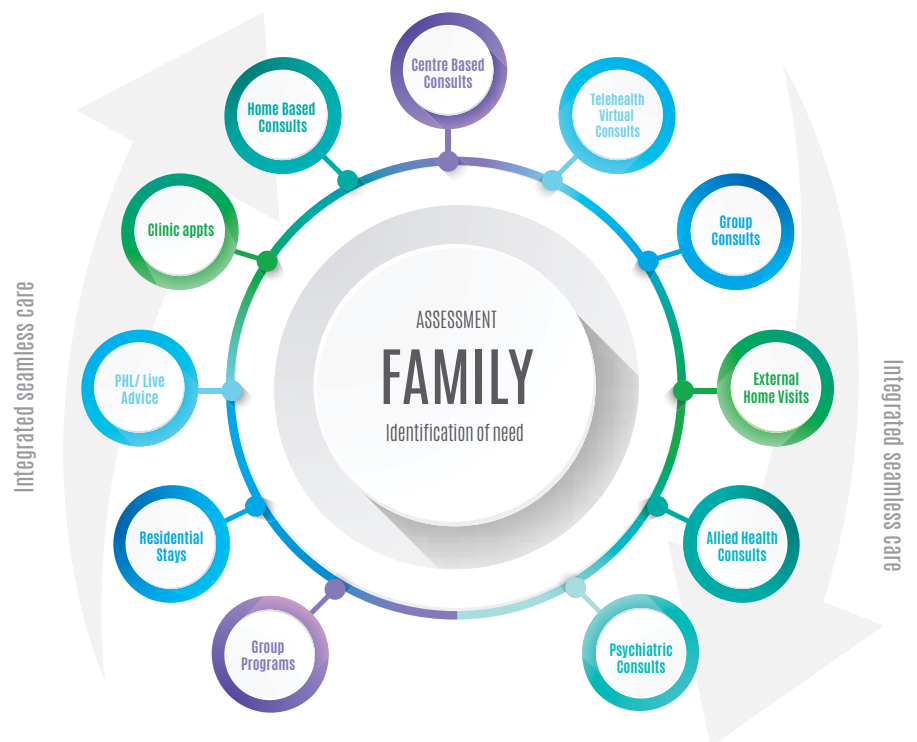 Centre Based
Consults
Home Based
Consults
Telehealth
Virtual
Consults
Clinic appts
Group
Consults
Integrated seamless care
ASSESSMENT
FAMILY
Identification of need
PHL/ Live
Advice
External
Home Visits
Integrated seamless care
Residential
Stays
Allied Health
Consults
Group
Programs
Psychiatric
Consults